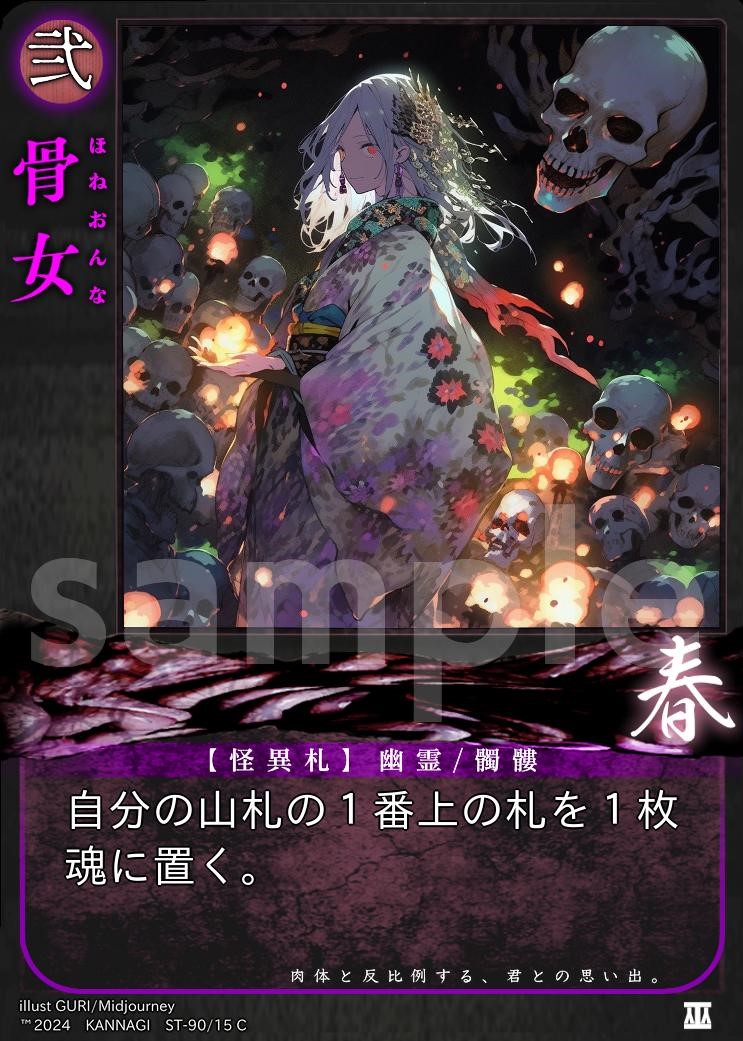 弐
骨女
ほねおんな
sample
春
【怪異札】幽霊/髑髏
自分の山札の１番上の札を１枚
魂に置く。
肉体と反比例する、君との思い出。
illust GURI/Midjourney
™2024 KANNAGI ST-90/15 C